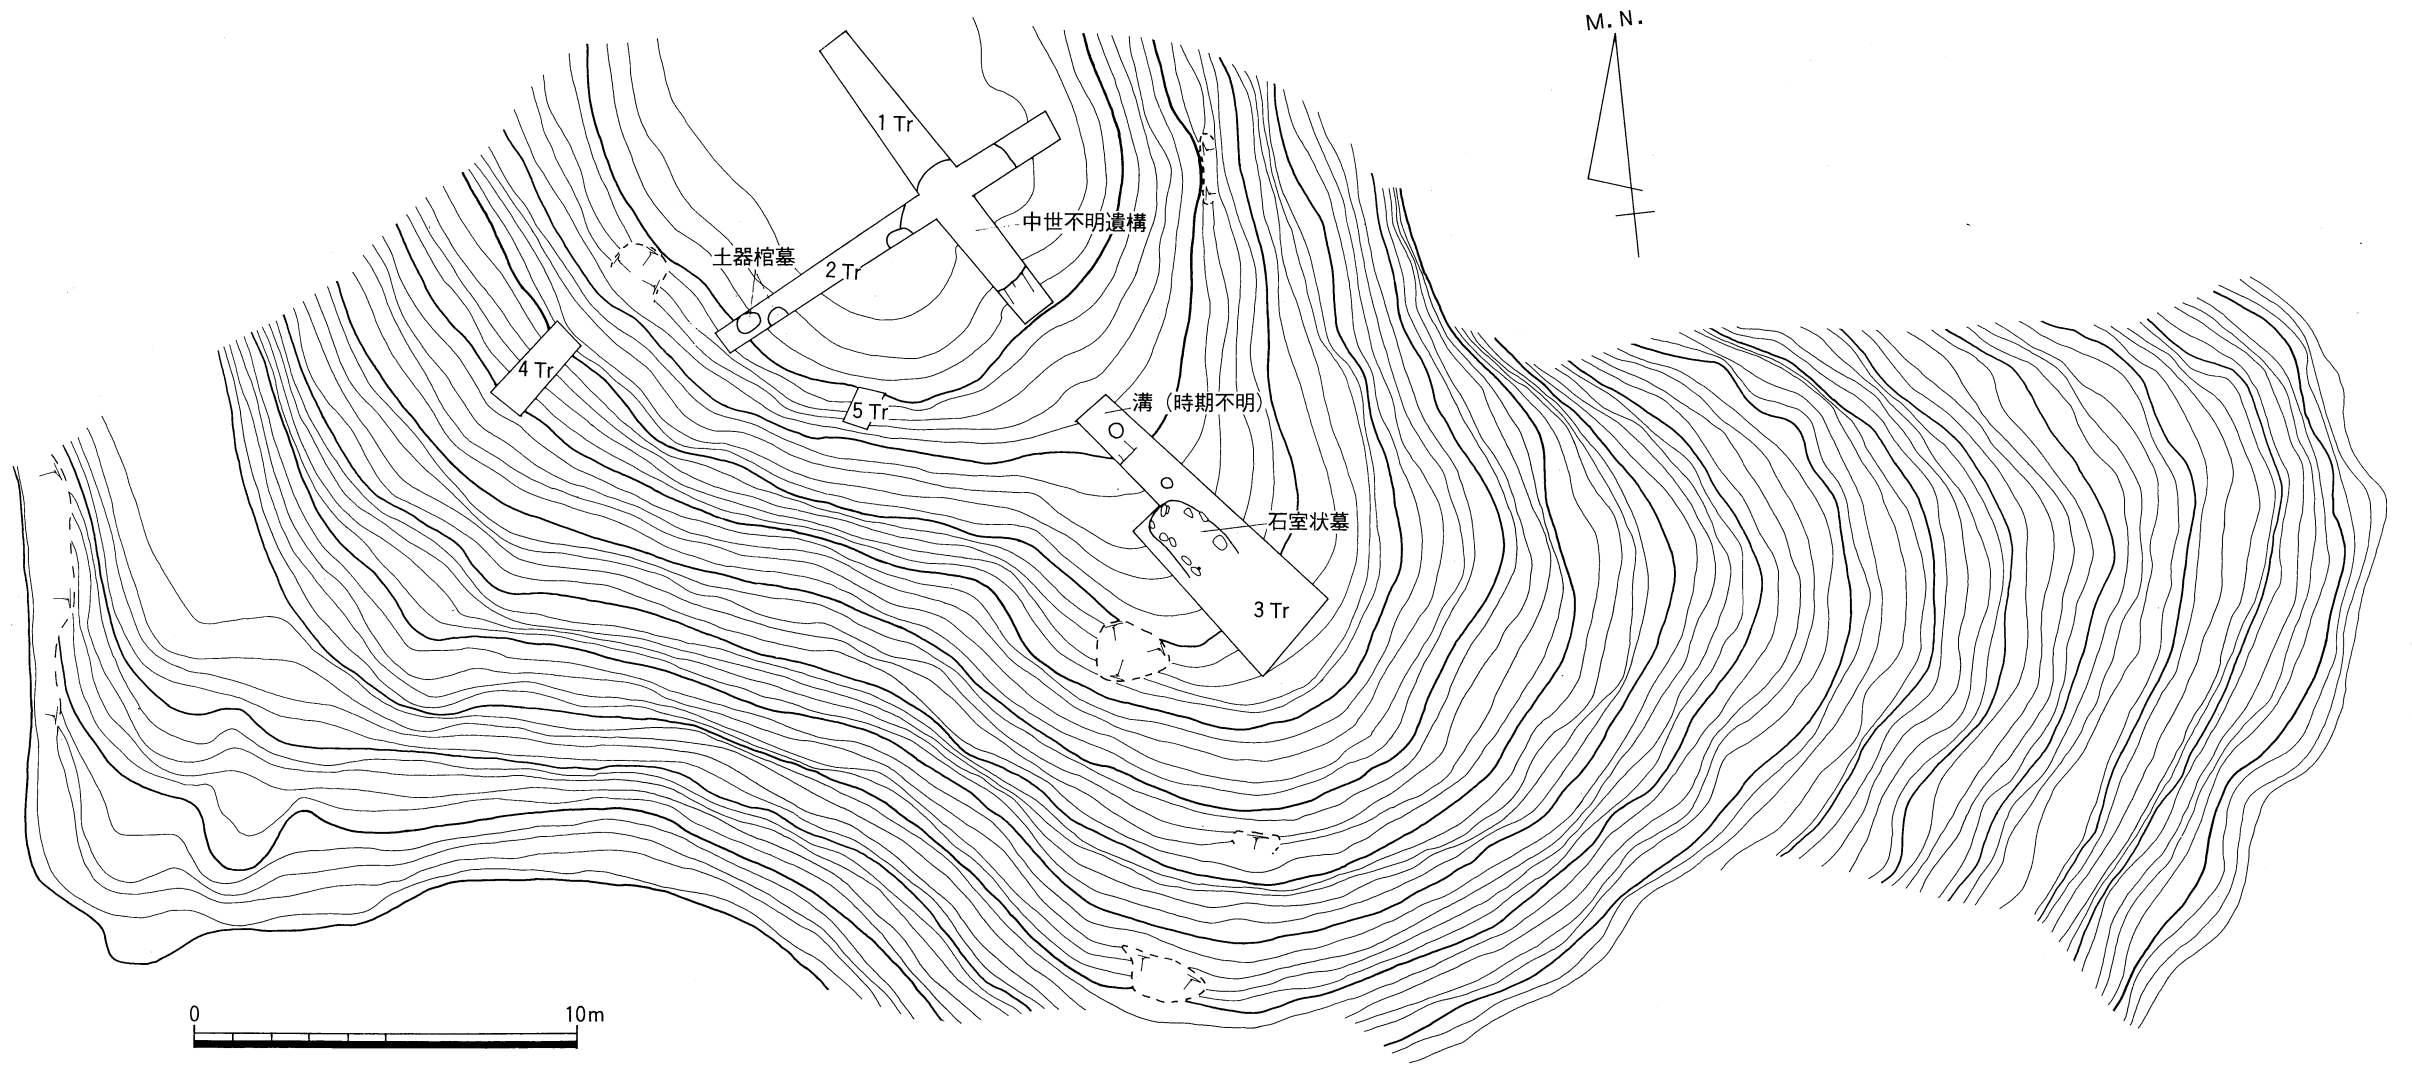 M.N.
1 Tr
中世不明遺構
土器棺墓
2 Tr
4 Tr
5 Tr
溝（時期不明）
石室状墓
3 Tr
0 10m